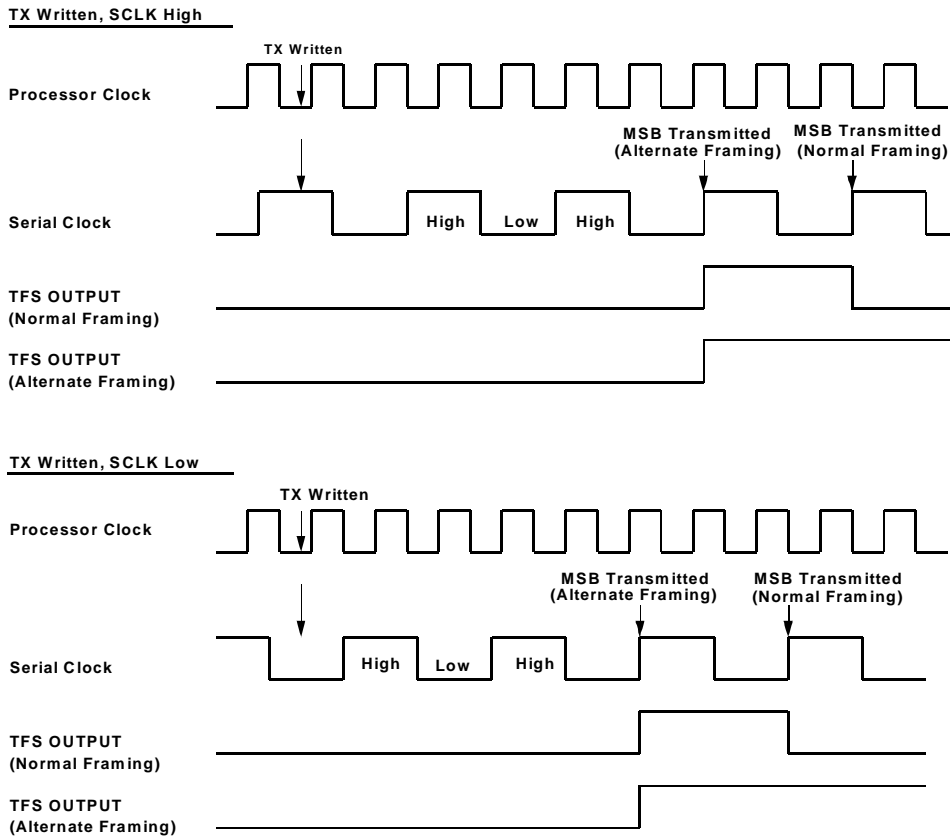 TX Written, SCLK High
TX Written
Processor Clock
MSB Transmitted
(Alternate Framing)
MSB Transmitted
(Normal Framing)
Serial Clock
High
Low
High
TFS OUTPUT
(Normal Framing)
TFS OUTPUT
(Alternate Framing)
TX Written, SCLK Low
TX Written
Processor Clock
MSB Transmitted
(Alternate Framing)
MSB Transmitted
(Normal Framing)
Serial Clock
High
Low
High
TFS OUTPUT
(Normal Framing)
TFS OUTPUT
(Alternate Framing)